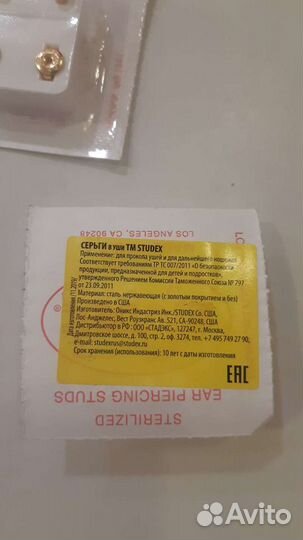 LOS ANGELES, CA 90248
СЕРЬГИ в уши ТМ STUDEX
Применение: для прокола ушей и для дальнейшего ношения
Соответствует требованиям ТР ТС 007/2011 «О безопасности
продукции, предназначенной для детей и подростков»,
утвержденного Решением Комиссии Таможенного Союза № 797
от 23.09.2011
Материал: сталь нержавеющая (с золотым покрытием и без)
Произведено в США
Изготовитель: Оникс Индастриз Инк./STUDEX Co. США,
Лос-Анджелес, Вест Роузкранс Ав. 521, CA-90248, США
Дистрибьютор в РФ: ООО «СТАДЭКС», 127247, г. Москва,
Дмитровское шоссе, д. 100, стр. 2, оф. 3274, тел. +7 495 749 27 90,
e-mail: studexrus@studex.ru
Срок хранения (использования): 10 лет с даты изготовления
Дата изготовления:
EAC
EAR PIERCING STUDS
STERILIZED
Avito